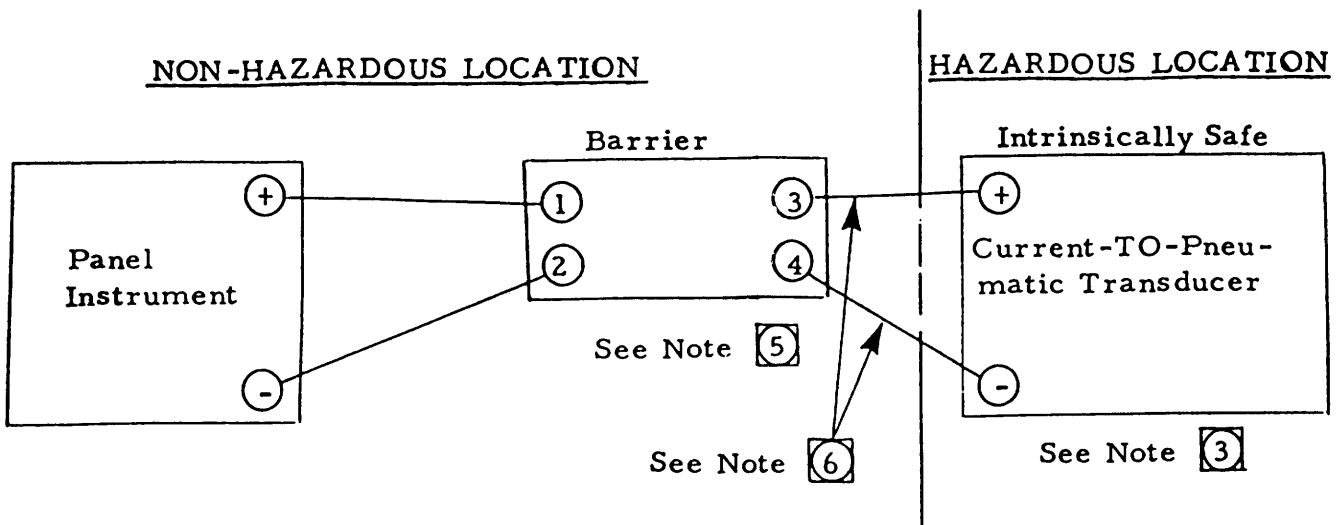 NON-HAZARDOUS LOCATION
HAZARDOUS LOCATION
Barrier
Intrinsically Safe
+
1
3
+
Panel
Instrument
2
4
Current-TO-Pneu-
matic Transducer
-
-
See Note 5
See Note 6
See Note 3